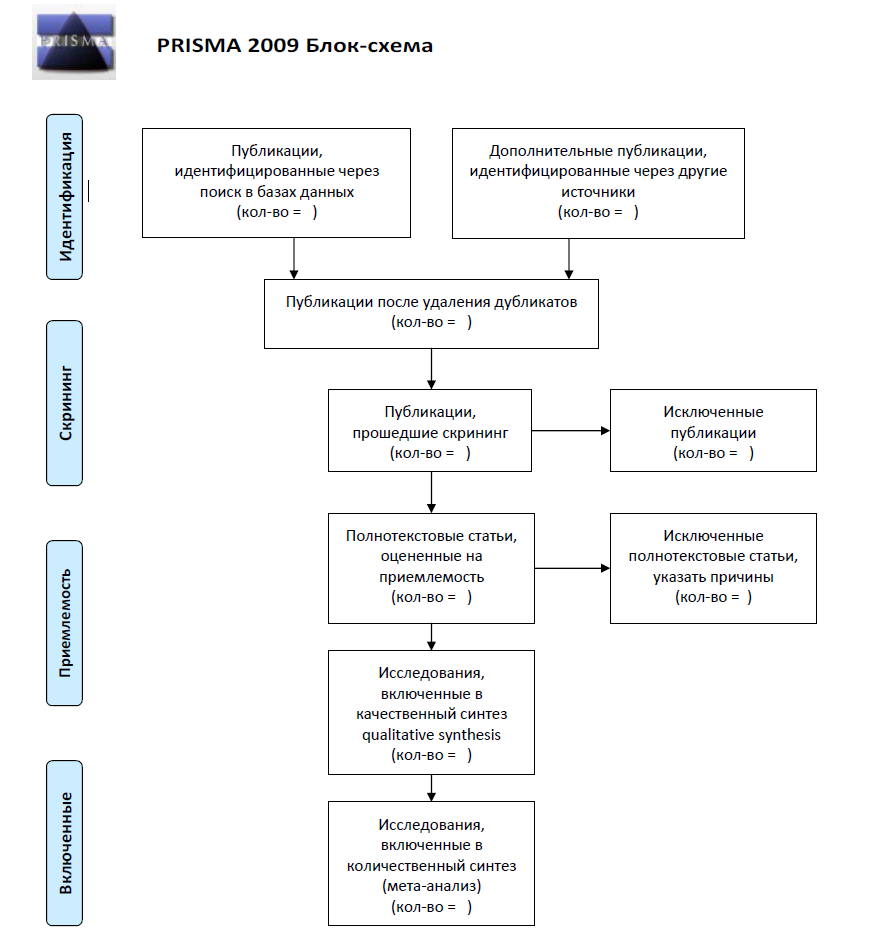 PRISMA
PRISMA 2009 Блок-схема
Идентификация
Публикации,
идентифицированные через
поиск в базах данных
(кол-во = )
Дополнительные публикации,
идентифицированные через другие
источники
(кол-во = )
Публикации после удаления дубликатов
(кол-во = )
Скрининг
Публикации,
прошедшие скрининг
(кол-во = )
Исключенные
публикации
(кол-во = )
Приемлемость
Полнотекстовые статьи,
оцененные на
приемлемость
(кол-во = )
Исключенные
полнотекстовые статьи,
указать причины
(кол-во = )
Исследования,
включенные в
качественный синтез
qualitative synthesis
(кол-во = )
Включенные
Исследования,
включенные в
количественный синтез
(мета-анализ)
(кол-во = )